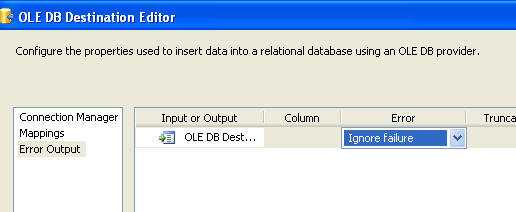 OLE DB Destination Editor
Configure the properties used to insert data into a relational database using an OLE DB provider.
Connection Manager
Mappings
Error Output
Input or Output Column Error Trunca
OLE DB Dest... Ignore failure